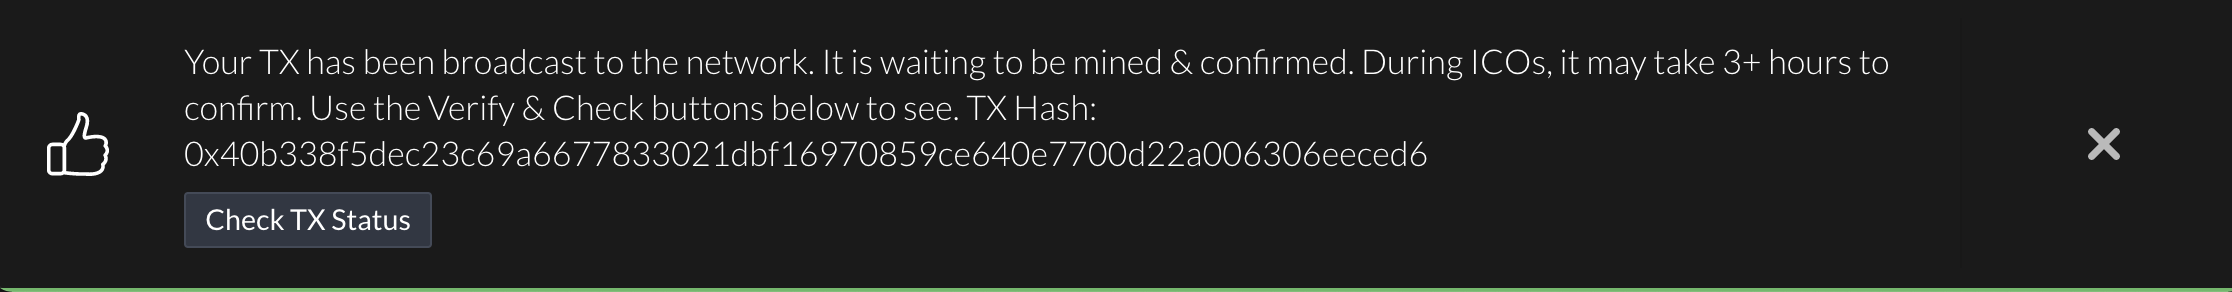 Your TX has been broadcast to the network. It is waiting to be mined & confirmed. During ICOs, it may take 3+ hours to
confirm. Use the Verify & Check buttons below to see. TX Hash:
0x40b338f5dec23c69a6677833021dbf16970859ce640e7700d22a006306eeced6
Check TX Status